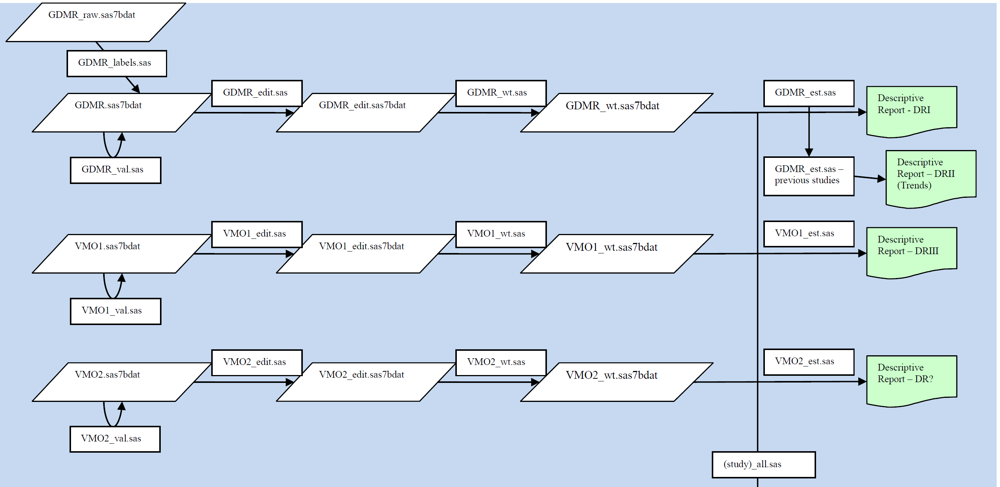 GDMR_raw.sas7bdat
GDMR_labels.sas
GDMR_edit.sas
GDMR_wt.sas
GDMR_est.sas
GDMR.sas7bdat
GDMR_edit.sas7bdat
GDMR_wt.sas7bdat
Descriptive
Report - DRI
GDMR_val.sas
GDMR_est.sas –
previous studies
Descriptive
Report – DRII
(Trends)
VMO1_edit.sas
VMO1_wt.sas
VMO1_est.sas
VMO1.sas7bdat
VMO1_edit.sas7bdat
VMO1_wt.sas7bdat
Descriptive
Report – DRIII
VMO1_val.sas
VMO2_edit.sas
VMO2_wt.sas
VMO2_est.sas
VMO2.sas7bdat
VMO2_edit.sas7bdat
VMO2_wt.sas7bdat
Descriptive
Report – DR?
VMO2_val.sas
(study)_all.sas